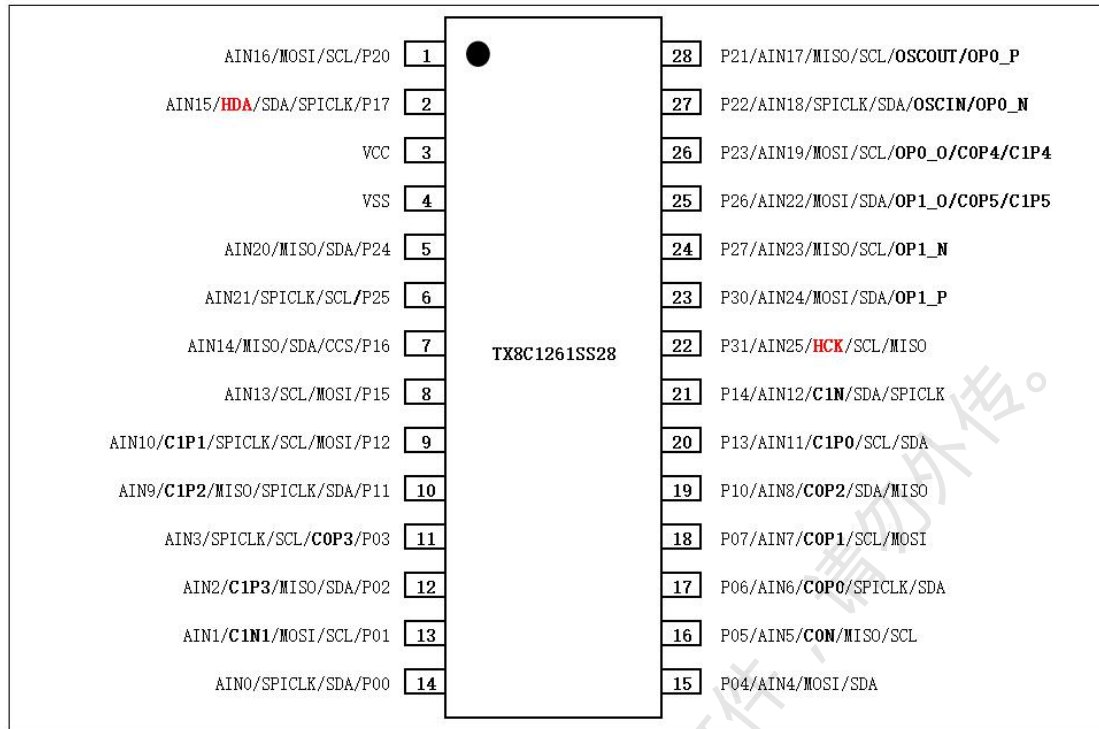 AIN16/MOSI/SCL/P20 1
28 P21/AIN17/MISO/SCL/OSCOUT/OP0_P
AIN15/HDA/SDA/SPICLK/P17 2
27 P22/AIN18/SPICLK/SDA/OSCIN/OP0_N
VCC 3
26 P23/AIN19/MOSI/SCL/OP0_O/C0P4/C1P4
VSS 4
25 P26/AIN22/MOSI/SDA/OP1_O/C0P5/C1P5
AIN20/MISO/SDA/P24 5
24 P27/AIN23/MISO/SCL/OP1_N
AIN21/SPICLK/SCL/P25 6
23 P30/AIN24/MOSI/SDA/OP1_P
AIN14/MISO/SDA/CCS/P16 7
TX8C1261SS28
22 P31/AIN25/HCK/SCL/MISO
AIN13/SCL/MOSI/P15 8
21 P14/AIN12/C1N/SDA/SPICLK
AIN10/C1P1/SPICLK/SCL/MOSI/P12 9
20 P13/AIN11/C1P0/SCL/SDA
AIN9/C1P2/MISO/SPICLK/SDA/P11 10
19 P10/AIN8/C0P2/SDA/MISO
AIN3/SPICLK/SCL/C0P3/P03 11
18 P07/AIN7/C0P1/SCL/MOSI
AIN2/C1P3/MISO/SDA/P02 12
17 P06/AIN6/C0P0/SPICLK/SDA
AIN1/C1N1/MOSI/SCL/P01 13
16 P05/AIN5/C0N/MISO/SCL
AIN0/SPICLK/SDA/P00 14
15 P04/AIN4/MOSI/SDA
件，请勿外传。